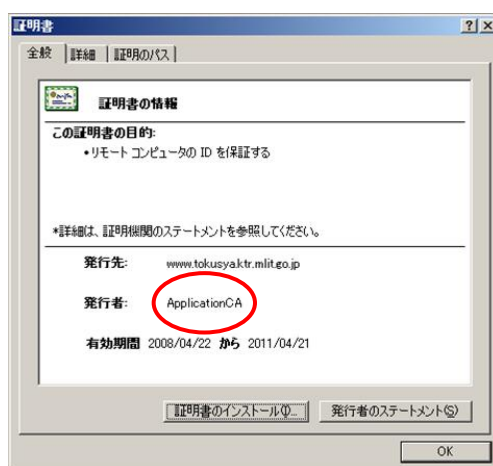 証明書
全般 詳細 証明のパス
証明書の情報
この証明書の目的:
•リモート コンピュータの ID を保証する
*詳細は、証明機関のステートメントを参照してください。
発行先: www.tokusya.ktr.mlit.go.jp
発行者: ApplicationCA
有効期間 2008/04/22 から 2011/04/21
証明書のインストール(I)... 発行者のステートメント(S)
OK